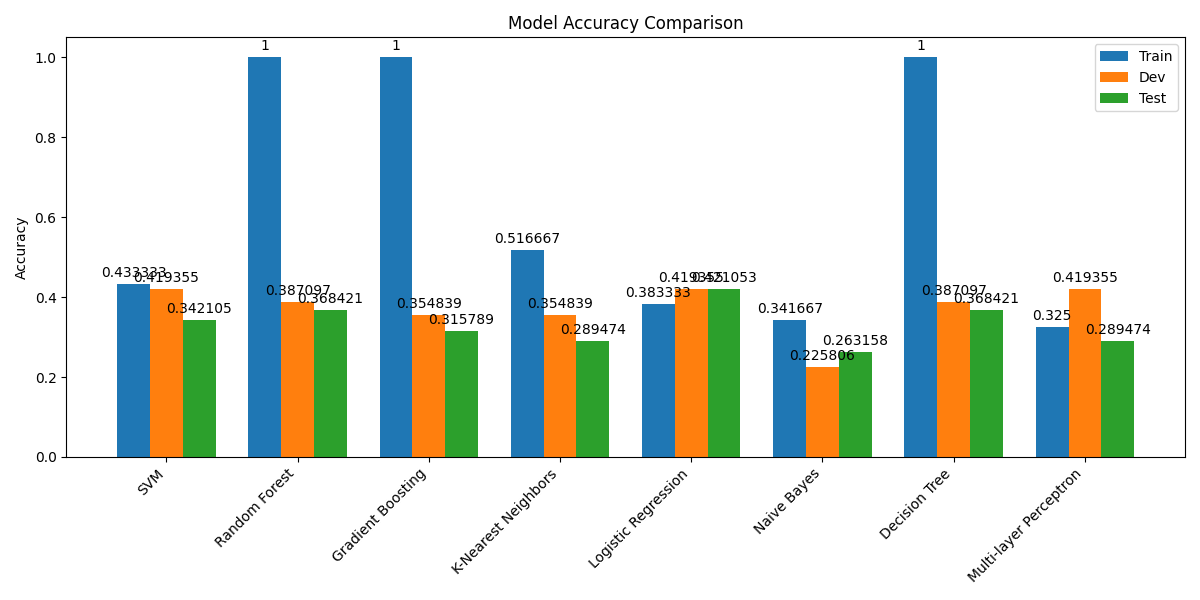 Model Accuracy Comparison
Train
Dev
Test
Accuracy
1.0
0.8
0.6
0.4
0.2
0.0
0.433333
0.419355
0.342105
1
0.387097
0.368421
1
0.354839
0.315789
0.516667
0.354839
0.289474
0.383333
0.419355
0.421053
0.341667
0.225806
0.263158
1
0.387097
0.368421
0.325
0.419355
0.289474
SVM
Random Forest
Gradient Boosting
K-Nearest Neighbors
Logistic Regression
Naive Bayes
Decision Tree
Multi-layer Perceptron